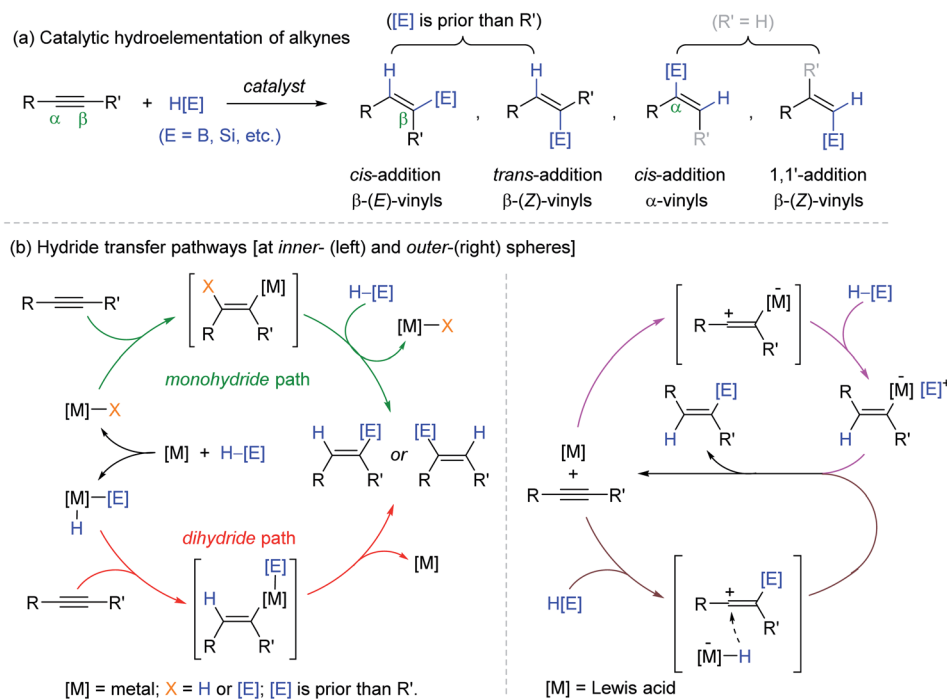 ([E] is prior than R')
(R' = H)
(a) Catalytic hydroelementation of alkynes
R R' + H[E] catalyst
α β
(E = B, Si, etc.)
H R [E] β R' ,
H R R' [E] ,
[E] R α H R' ,
R' R H [E]
cis-addition trans-addition cis-addition 1,1'-addition
β-(E)-vinyls β-(Z)-vinyls α-vinyls β-(Z)-vinyls
(b) Hydride transfer pathways [at inner- (left) and outer-(right) spheres]
R R'
X [M] R R'
H–[E]
[M]–X
monohydride path
[M]–X
[M] + H–[E]
[M]–[E]
H
H [E] R R' or [E] H R R'
dihydride path
R R'
[E] H [M] R R'
[M]
[M] = metal; X = H or [E]; [E] is prior than R'.
R + [M]- R'
H–[E]
R [E] H R'
R [M]- [E]+ H R'
[M]
+
R R'
H[E]
R + [E] R'
[M]-–H
[M] = Lewis acid